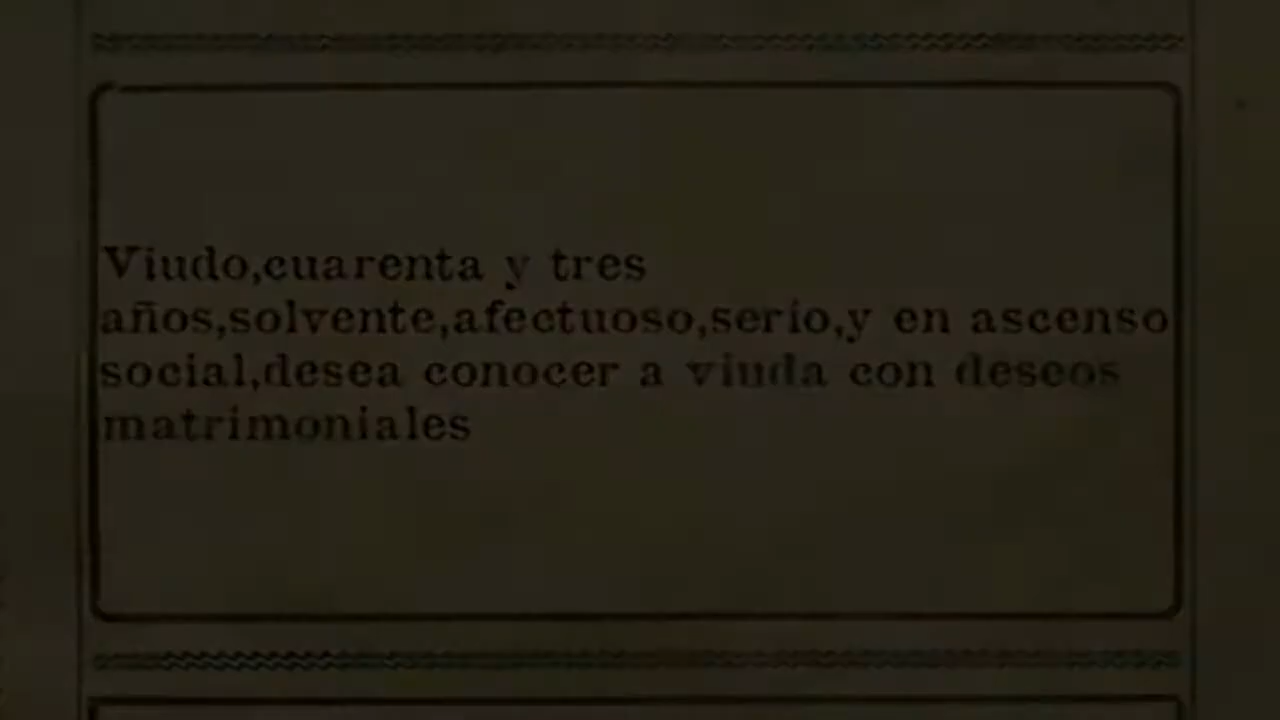 Viudo,cuarenta y tres
años,solvente,afectuoso,serio,y en ascenso
social,desea conocer a viuda con deseos
matrimoniales